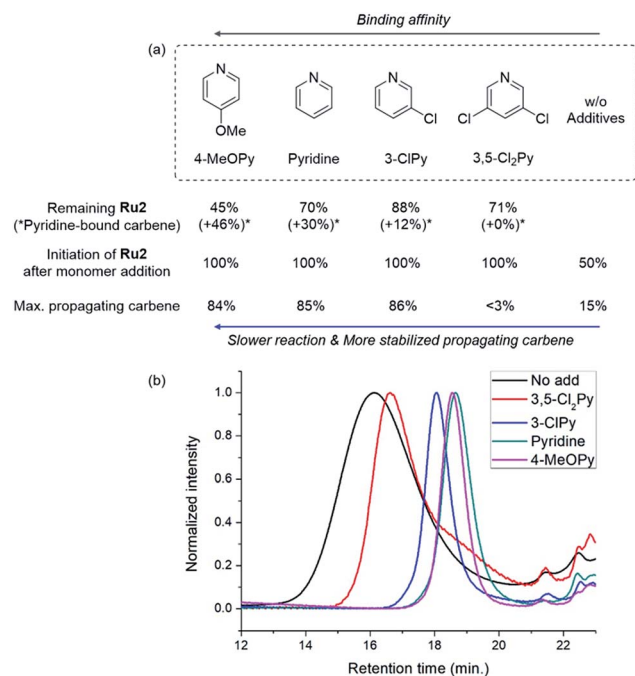 Binding affinity
(a)
N N N N
OMe Cl Cl Cl
w/o
Additives
4-MeOPy Pyridine 3-ClPy 3,5-Cl₂Py
Remaining Ru2 45% 70% 88% 71%
(*Pyridine-bound carbene) (+46%)* (+30%)* (+12%)* (+0%)*
Initiation of Ru2
after monomer addition 100% 100% 100% 100% 50%
Max. propagating carbene 84% 85% 86% <3% 15%
Slower reaction & More stabilized propagating carbene
(b)
No add
3,5-Cl₂Py
3-ClPy
Pyridine
4-MeOPy
Normalized intensity
1.0
0.8
0.6
0.4
0.2
0.0
12 14 16 18 20 22
Retention time (min.)